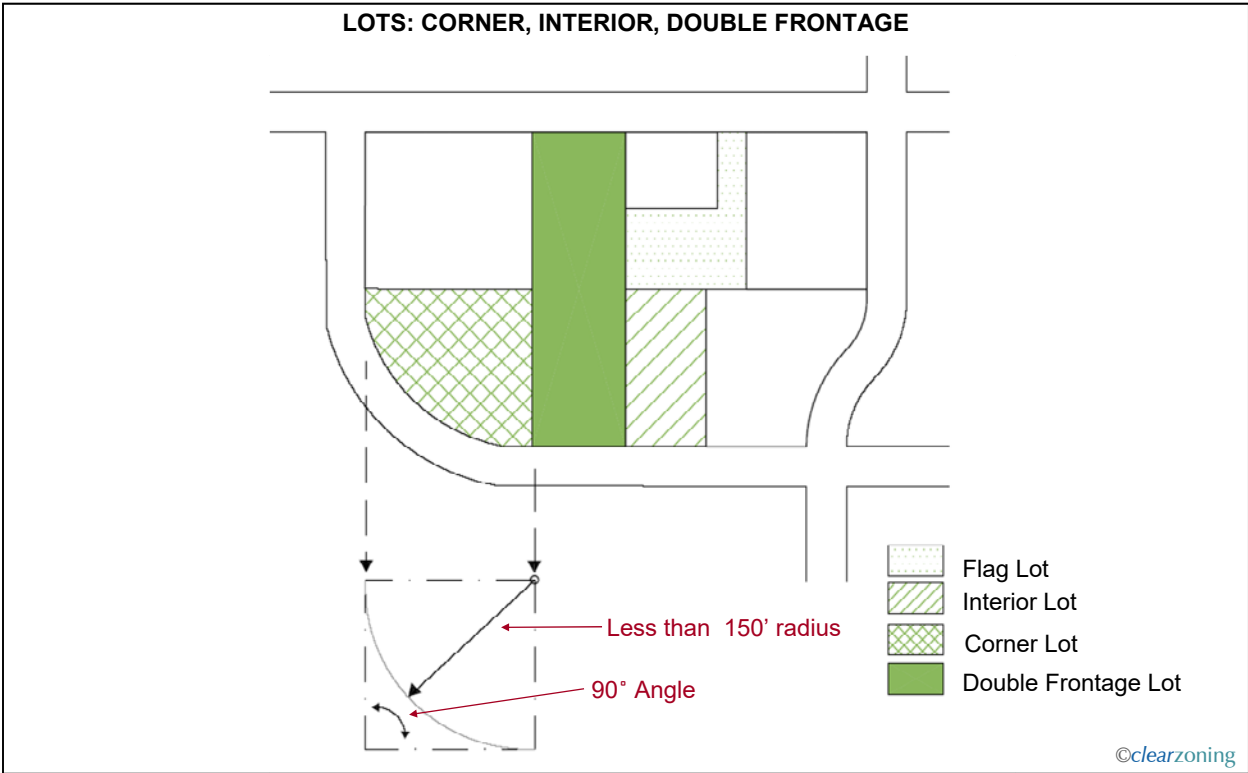 LOTS: CORNER, INTERIOR, DOUBLE FRONTAGE
Flag Lot
Interior Lot
Less than 150’ radius
Corner Lot
Double Frontage Lot
90˚ Angle
©clearzoning